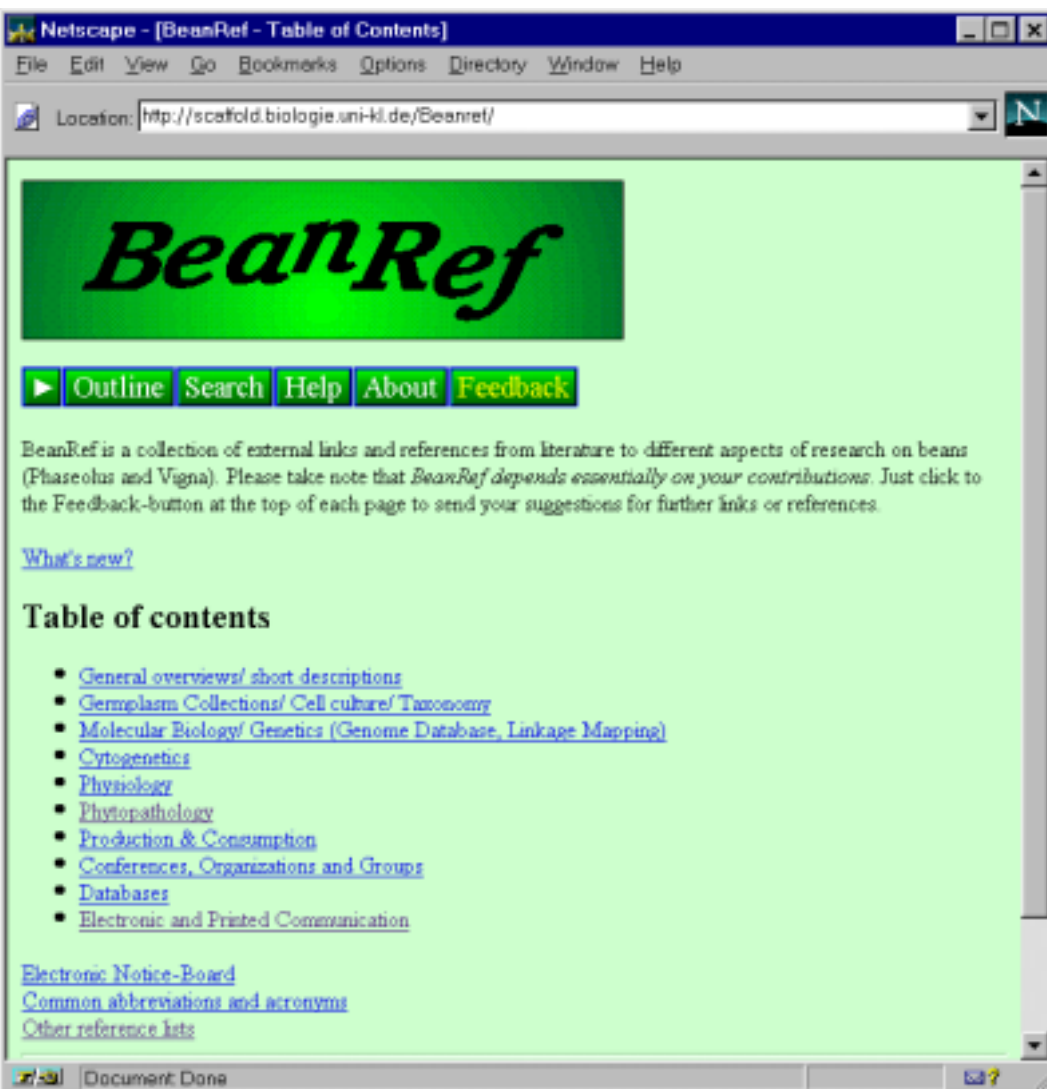 Netscape - [BeanRef - Table of Contents]
File Edit View Go Bookmarks Options Directory Window Help
Location: http://scaffold.biologie.uni-kl.de/Beanref/
N
BeanRef
Outline Search Help About Feedback
BeanRef is a collection of external links and references from literature to different aspects of research on beans
(Phaseolus and Vigna). Please take note that BeanRef depends essentially on your contributions. Just click to
the Feedback-button at the top of each page to send your suggestions for further links or references.
What's new?
Table of contents
General overviews/ short descriptions
Germplasm Collections/ Cell culture/ Taxonomy
Molecular Biology/ Genetics (Genome Database, Linkage Mapping)
Cytogenetics
Physiology
Phytopathology
Production & Consumption
Conferences, Organizations and Groups
Databases
Electronic and Printed Communication
Electronic Notice-Board
Common abbreviations and acronyms
Other reference lists
Document: Done